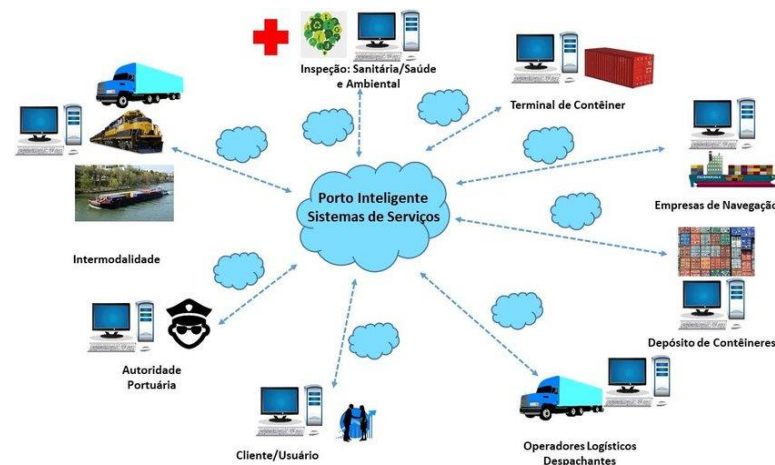 Inspeção: Sanitária/Saúde
e Ambiental
Terminal de Contêiner
Porto Inteligente
Sistemas de Serviços
Empresas de Navegação
Intermodalidade
Depósito de Contêineres
Autoridade
Portuária
Cliente/Usuário
Operadores Logísticos
Despachantes